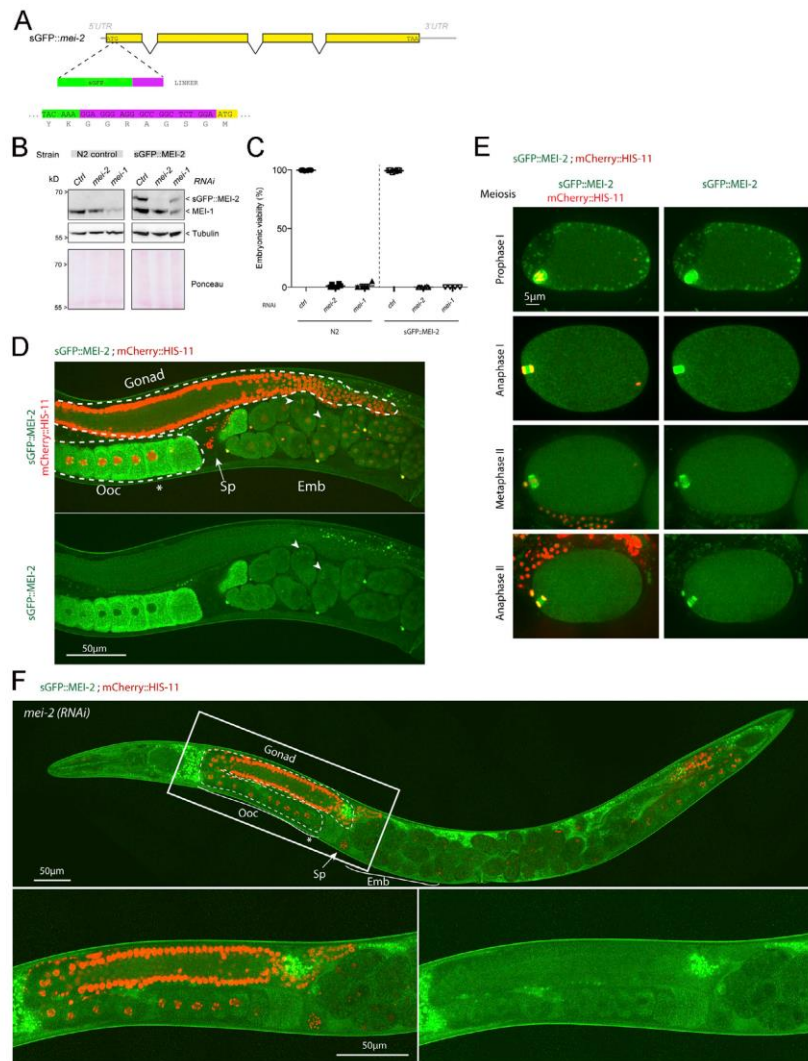 A
5'UTR
3'UTR
sGFP::mei-2
ATG
TAA
sGFP
LINKER
... TAC AAA GGA GGG AGG GCC GGC TCT GGA ATG ...
Y K G G R A G S G M
B
Strain N2 control sGFP::MEI-2
kD Ctrl mei-2 mei-1 Ctrl mei-2 mei-1 RNAi
70
< sGFP::MEI-2
< MEI-1
55
< Tubulin
70
Ponceau
55
C
Embryonic viability (%)
100
50
0
RNAi ctrl mei-2 mei-1 ctrl mei-2 mei-1
N2 sGFP::MEI-2
D
sGFP::MEI-2 ; mCherry::HIS-11
sGFP::MEI-2
mCherry::HIS-11
Gonad
Ooc
*
Sp
Emb
sGFP::MEI-2
50µm
E
sGFP::MEI-2 ; mCherry::HIS-11
Meiosis
sGFP::MEI-2
mCherry::HIS-11
sGFP::MEI-2
Prophase I
5µm
Anaphase I
Metaphase II
Anaphase II
F
sGFP::MEI-2 ; mCherry::HIS-11
mei-2 (RNAi)
Gonad
Ooc
*
Sp
Emb
50µm
50µm